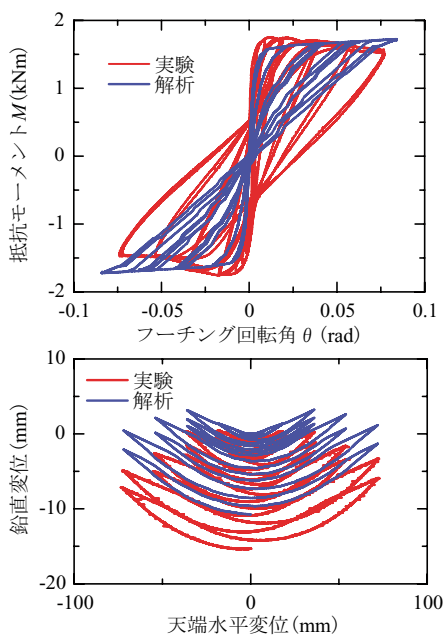 2
1
0
-1
-2
抵抗モーメントM(kNm)
実験
解析
-0.1
-0.05
0
0.05
0.1
フーチング回転角 θ (rad)
10
0
-10
-20
鉛直変位(mm)
実験
解析
-100
0
100
天端水平変位(mm)